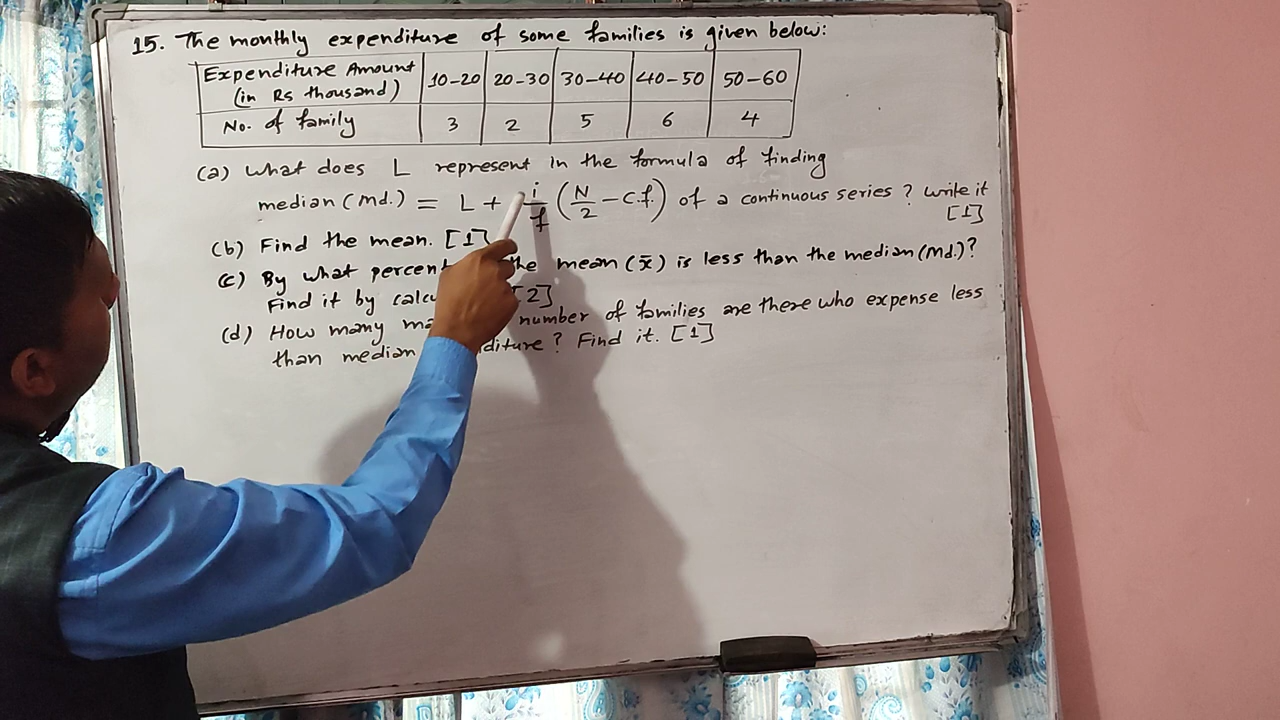 15. The monthly expenditure of some families is given below:
Expenditure Amount (in Rs thousand) 10-20 20-30 30-40 40-50 50-60
No. of family 3 2 5 6 4
(a) What does L represent in the formula of finding
median (Md.) = L + i/f (N/2 - c.f.) of a continuous series? Write it
[1]
(b) Find the mean. [1]
(c) By what percent the mean (x̄) is less than the median (Md.)?
Find it by [2]
(d) How many number of families are there who expense less
than median ? Find it. [1]